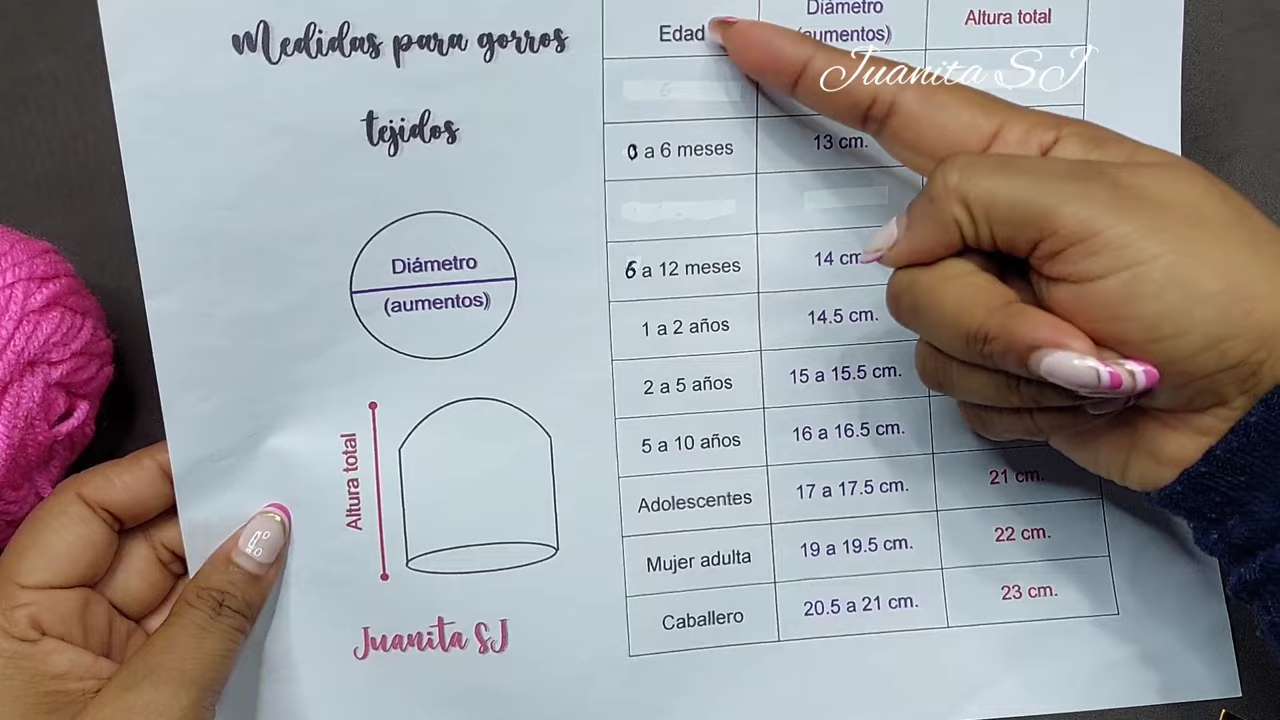 Medidas para gorros
tejidos
Diámetro
(aumentos)
Altura total
Juanita SJ
Edad
Diámetro
(aumentos)
Altura total
Juanita SJ
0 a 6 meses
13 cm.
6 a 12 meses
14 cm
1 a 2 años
14.5 cm.
2 a 5 años
15 a 15.5 cm.
5 a 10 años
16 a 16.5 cm.
Adolescentes
17 a 17.5 cm.
21 cm.
Mujer adulta
19 a 19.5 cm.
22 cm.
Caballero
20.5 a 21 cm.
23 cm.